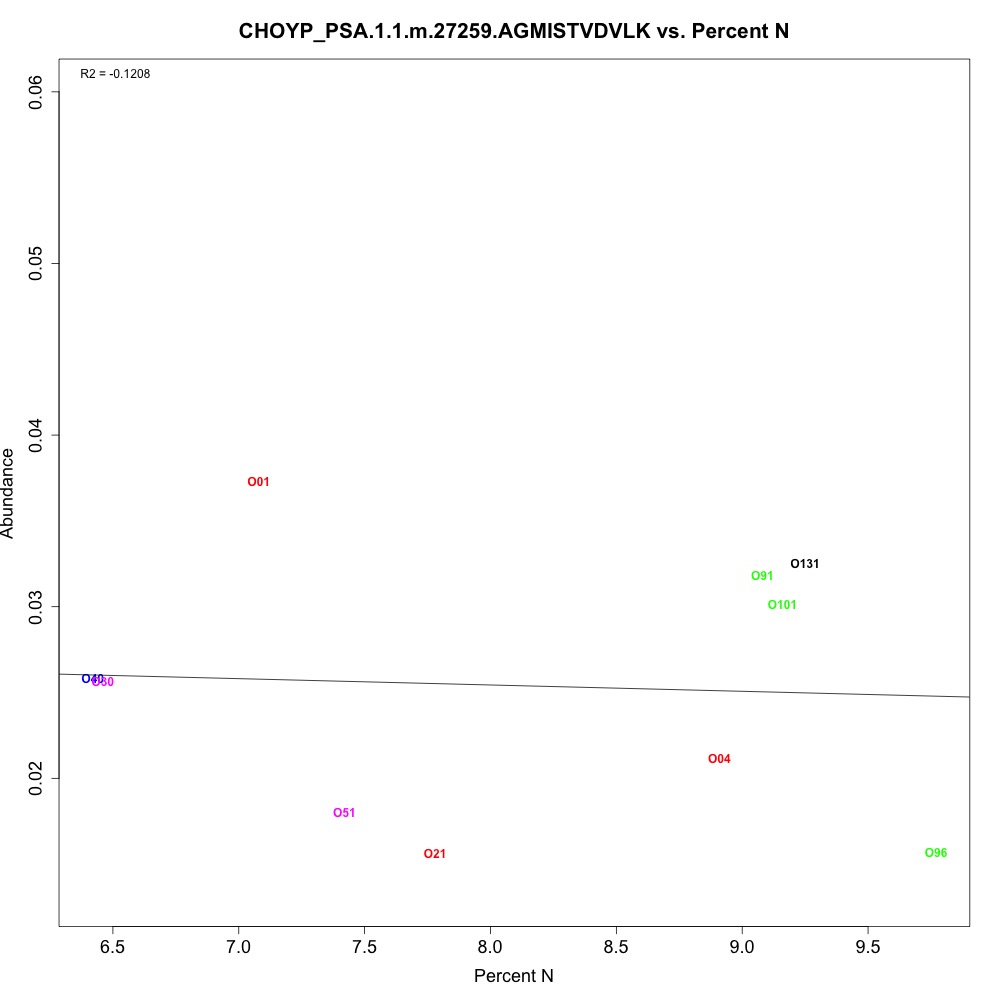 CHOYP_PSA.1.1.m.27259.AGMISTVDVLK vs. Percent N
R2 = -0.1208
0.06
0.05
0.04
0.03
0.02
Abundance
O01
O131
O91
O101
O40
O30
O04
O51
O21
O96
6.5 7.0 7.5 8.0 8.5 9.0 9.5
Percent N